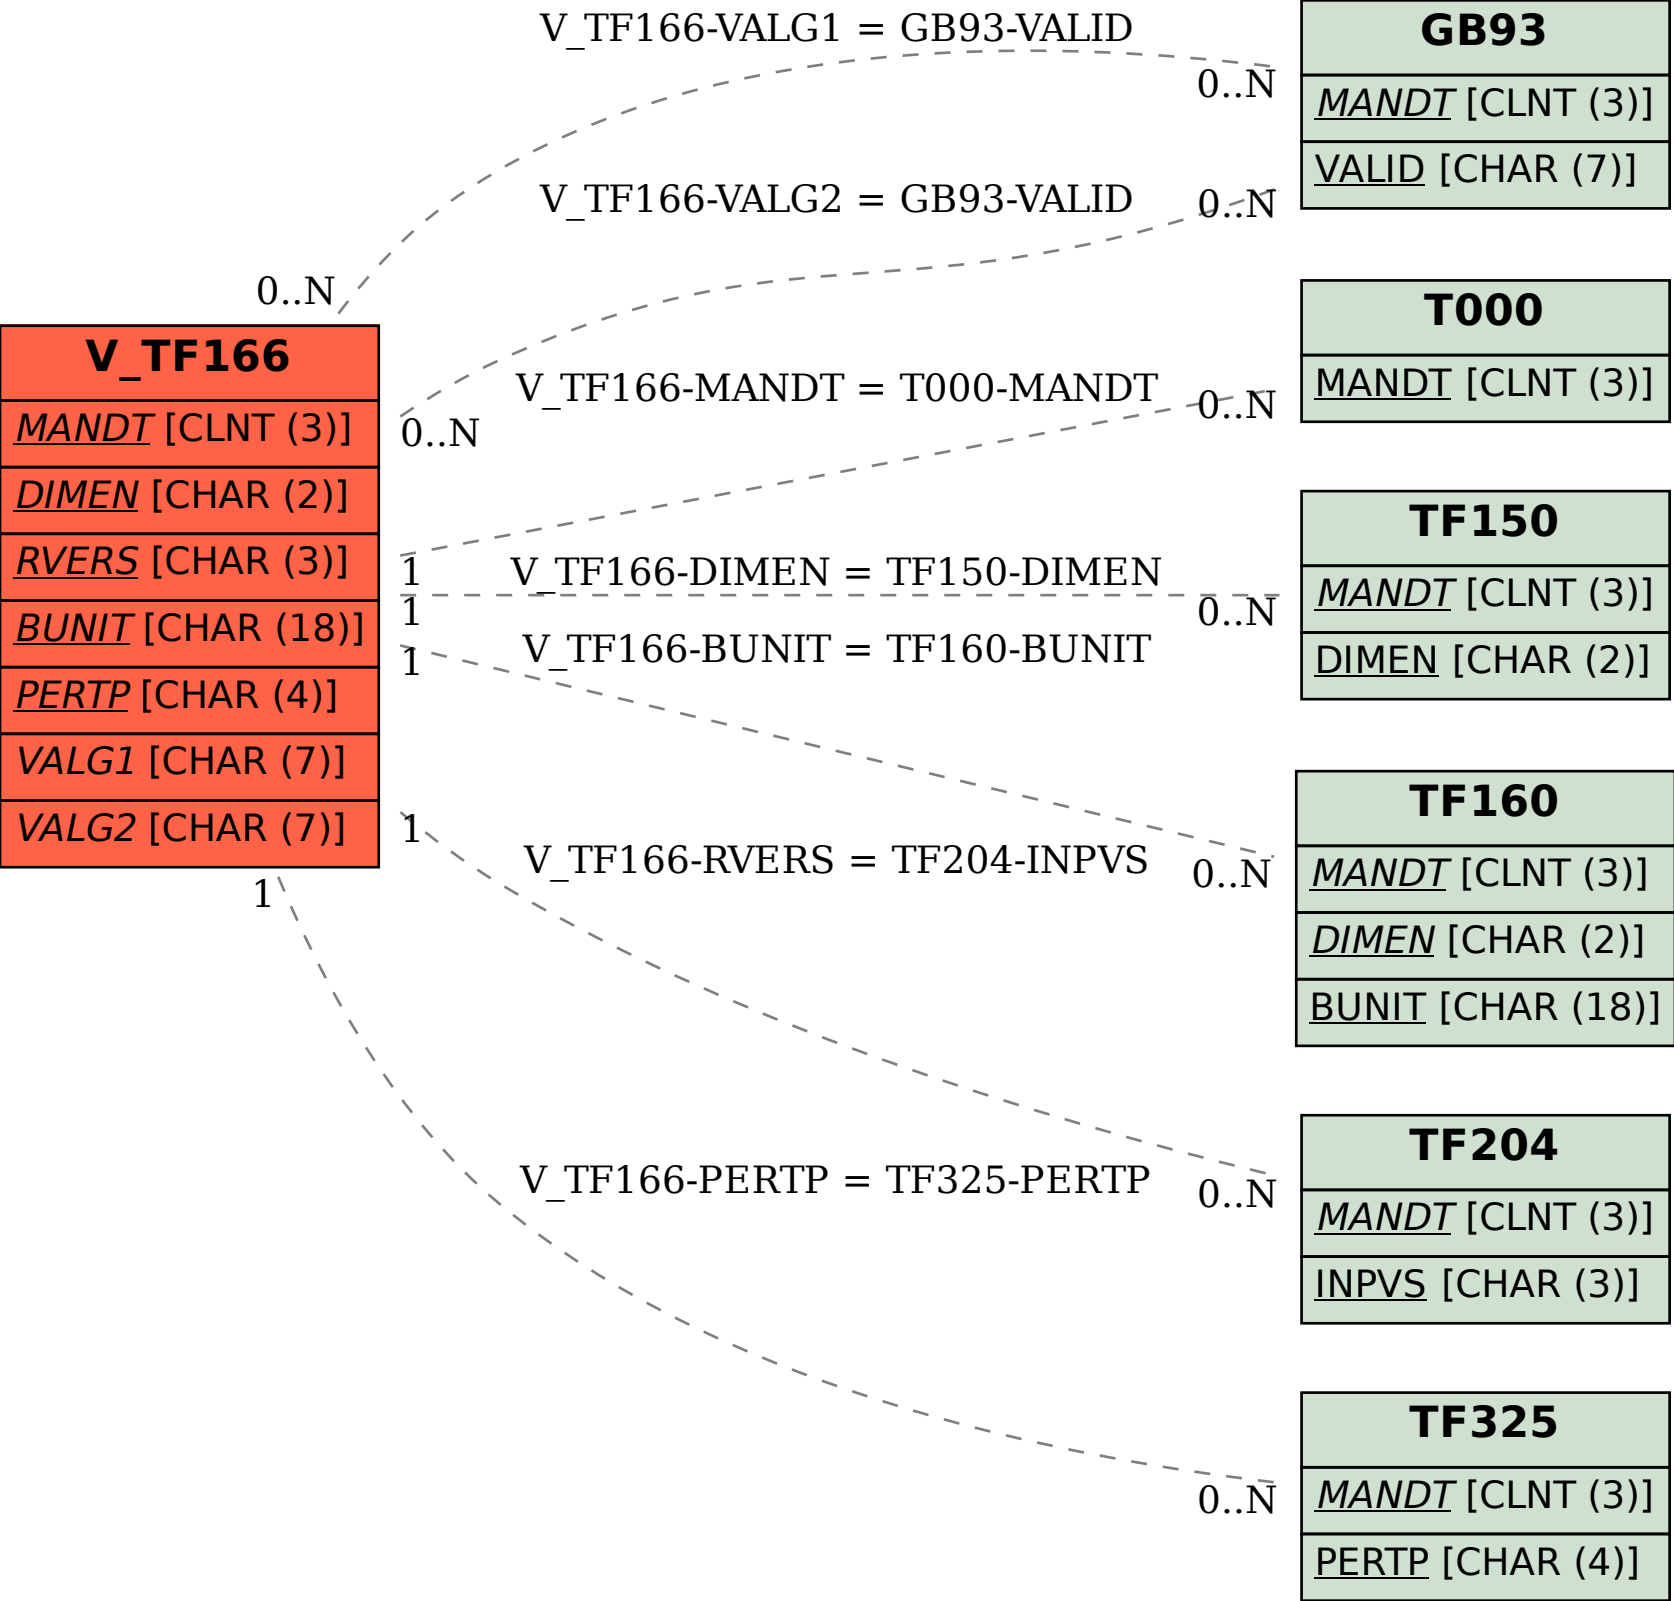 V_TF166-VALG1 = GB93-VALID
0..N
0..N
V_TF166-VALG2 = GB93-VALID
0..N
0..N
V_TF166-MANDT = T000-MANDT
0..N
1
V_TF166-DIMEN = TF150-DIMEN
1
0..N
V_TF166-BUNIT = TF160-BUNIT
1
0..N
V_TF166-RVERS = TF204-INPVS
1
0..N
V_TF166-PERTP = TF325-PERTP
1
0..N
V_TF166
MANDT [CLNT (3)]
DIMEN [CHAR (2)]
RVERS [CHAR (3)]
BUNIT [CHAR (18)]
PERTP [CHAR (4)]
VALG1 [CHAR (7)]
VALG2 [CHAR (7)]
GB93
MANDT [CLNT (3)]
VALID [CHAR (7)]
T000
MANDT [CLNT (3)]
TF150
MANDT [CLNT (3)]
DIMEN [CHAR (2)]
TF160
MANDT [CLNT (3)]
DIMEN [CHAR (2)]
BUNIT [CHAR (18)]
TF204
MANDT [CLNT (3)]
INPVS [CHAR (3)]
TF325
MANDT [CLNT (3)]
PERTP [CHAR (4)]